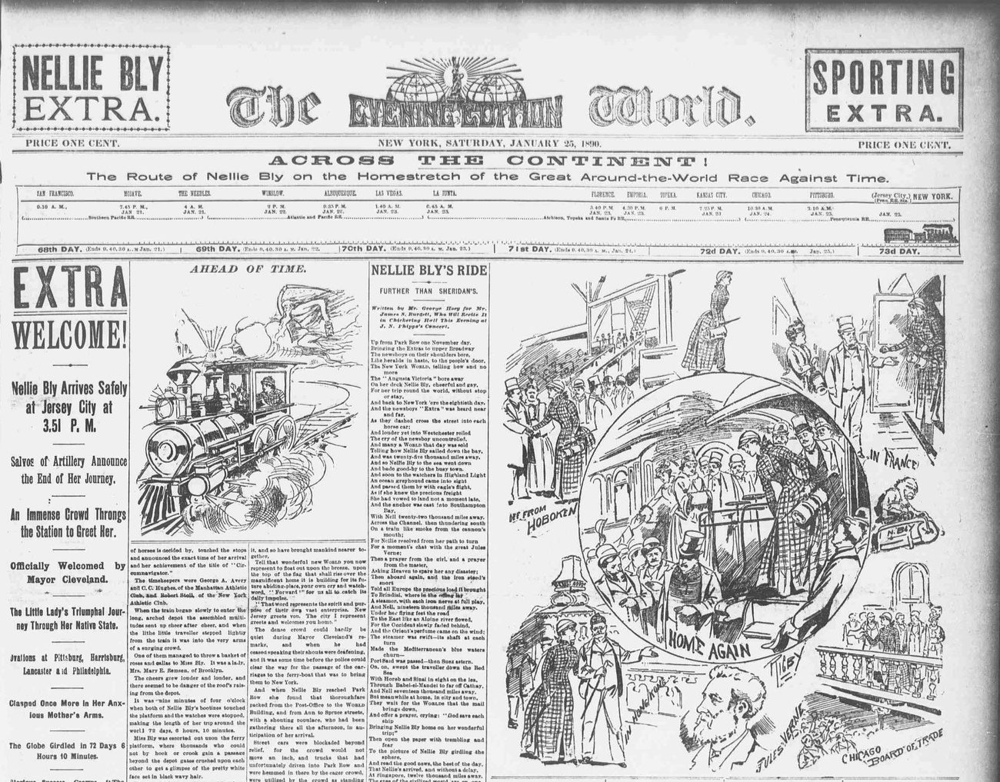 NELLIE BLY
EXTRA.
The EVENING EDITION World.
SPORTING
EXTRA.
PRICE ONE CENT.
NEW YORK, SATURDAY, JANUARY 25, 1890.
PRICE ONE CENT.
ACROSS THE CONTINENT!
The Route of Nellie Bly on the Homestretch of the Great Around-the-World Race Against Time.
SAN FRANCISCO. MOJAVE. THE NEEDLES. WINSLOW. ALBUQUERQUE. LAS VEGAS. LA JUNTA. FLORENCE. EMPORIA. TOPEKA. KANSAS CITY. CHICAGO. PITTSBURG. (Jersey City,) NEW YORK.
7.45 P. M., 4 A. M. 2 P. M. 1.40 A. M. 3.40 P. M. 4.30 P. M. 6 P. M. 7.25 P. M. 10.30 A. M. 3.10 A. M.
JAN. 21. JAN. 21. JAN. 22. JAN. 22. JAN. 23. JAN. 23. JAN. 23. JAN. 23. JAN. 23 JAN. 24. JAN. 25. JAN. 25.
Southern Pacific RR. Atlantic and Pacific RR. Atchison, Topeka and Santa Fe RR. Pennsylvania RR.
68th DAY. (Ends 9.40.30 A. M Jan. 21.) 69th DAY. (Ends 9.40.30 A. M. Jan. 22. 70th DAY. (Ends 9.40.30 A. M. Jan. 23.) 71st DAY. (Ends 9.40.30 A. M., Jan. 24.) 72d DAY. (Ends 9.40.30 A.M. Jan. 25.) 73d DAY.
EXTRA
WELCOME!
Nellie Bly Arrives Safely
at Jersey City at
3.51 P. M.
Salvos of Artillery Announce
the End of Her Journey.
An Immense Crowd Throngs
the Station to Greet Her.
Officially Welcomed by
Mayor Cleveland.
The Little Lady's Triumphal Jour-
ney Through Her Native State.
Ovations at Pittsburg, Harrisburg,
Lancaster and Philadelphia.
Clasped Once More in Her Anx-
ious Mother's Arms.
The Globe Girdled in 72 Days 6
Hours 10 Minutes.
AHEAD OF TIME.
of horses is decided by, touched the stops
and announced the exact time of her arrival
and her achievement of the title of "Cir-
cumnavigator."
The timekeepers were George A. Avery
and C. C. Hughes, of the Manhattan Athletic
Club, and Robert Stoll, of the New York
Athletic Club.
When the train began slowly to enter the
long, arched depot the assembled multi-
tudes sent up cheer after cheer, and when
the lithe little traveller stepped lightly
from the train it was into the very arms
of a surging crowd.
One of them managed to throw a basket of
roses and callas to Miss Bly. It was a lady,
Mrs. Mary E. Remsen, of Brooklyn.
The cheers grew louder and louder, and
there seemed to be danger of the roof's rais-
ing from the depot.
It was nine minutes of four o'clock
when both of Nellie Bly's bootines touched
the platform and the watches were stopped,
making the length of her trip around the
world 72 days, 6 hours, 10 minutes.
Miss Bly was escorted out upon the ferry
platform, where thousands who could
not by hook or crook gain a passage
beyond the depot gates crushed upon each
other to get a glimpse of the pretty white
face set in black wavy hair.
it, and so have brought mankind nearer to-
gether.
Tell that wonderful new WORLD you now
represent to float out upon the breeze, upon
the top of the flag that shall rise over the
magnificent home it is building for its fu-
ture abiding-place, your own cry and watch-
word, "Forward!" for us all to catch its
daily impulse.
"That word represents the spirit and pur-
pose of their own vast enterprise. New
Jersey greets you. The city I represent
greets and welcomes you home."
The dense crowd could hardly be
quiet during Mayor Cleveland's re-
marks, and when he had
ceased speaking their shouts were deafening,
and it was some time before the police could
clear the way for the passage of the car-
riages to the ferry-boat that was to bring
them to New York.
And when Nellie Bly reached Park
Row she found that thoroughfare
packed from the Post-Office to the WORLD
Building, and from Ann to Spruce streets,
with a shouting populace, who had been
gathering there all the afternoon, in an-
ticipation of her arrival.
Street cars were blockaded beyond
relief, for the crowd would not
move an inch, and trucks that had
unfortunately driven into Park Row and
were hemmed in there by the eager crowd,
were utilized by the crowd as standing
NELLIE BLY'S RIDE
FURTHER THAN SHERIDAN'S.
Written by Mr. George Hoey for Mr.
James S. Burdett, Who Will Recite It
in Chickering Hall This Evening at
J. N. Phipps's Concert.
Up from Park Row one November day,
Bringing the Extras to upper Broadway
The newsboys on their shoulders bore,
Like heralds in haste, to the people's door,
The New York WORLD, telling how and no
more
The "Augusta Victoria" bore away
On her deck Nellie Bly, cheerful and gay,
For her trip round the world, without stop
or stay,
And back to New York 'ere the eightieth day.
And the newsboys "Extra" was heard near
and far,
As they dashed cross the street into each
horse car;
And louder yet into Westchester rolled
The cry of the newsboy uncontrolled,
And many a WORLD that day was sold
Telling how Nellie Bly sailed down the bay,
And was twenty-five thousand miles away.
And so Nellie Bly to the sea went down
And bade good-by to the busy town.
And soon to the watchers in Highland Light
An ocean greyhound came into sight
And passed them by with eagle's flight,
As if she knew the precious freight
She had vowed to land not a moment late,
And the anchor was cast into Southampton
Bay,
With Nell twenty-two thousand miles away.
Across the Channel, then thundering south
On a train like smoke from the cannon's
mouth;
For Nellie resolved from her path to turn
For a moment's chat with the great Jules
Verne;
Then a prayer from the girl, and a prayer
from the master,
Asking Heaven to spare her any disaster;
Then aboard again, and the iron steed's
snort
Told all Europe the precious load it brought
To Brindisi, where in the offing lay
A steamer, with each iron nerve at full play,
And Nell, nineteen thousand miles away.
Under her flying feet the road
To the East like an Alpine river flowed,
For the Occident slowly faded behind,
And the Orient's perfume came on the wind;
The steamer was swift—its shaft at each
turn
Made the Mediterranean's blue waters
churn—
Port Said was passed—then Suez astern.
On, on, swept the traveller down the Red
Sea
With Horeb and Sinai in sight on the lea,
Through Babel-el-Mandel to far off Cathay,
And Nell seventeen thousand miles away.
But meanwhile at home, in city and town,
They wait for the WORLDS that the mail
brings down,
And offer a prayer, crying: "God save each
ship
Bringing Nellie Bly home on her wonderful
trip;"
Then open the paper with trembling and
fear
To the picture of Nellie Bly girdling the
sphere,
And read the good news, the best of the day,
That Nellie's arrived, and without a delay,
At Singapore, twelve thousand miles away.
OFF FROM
HOBOKEN
IN FRANCE
N. BLY
HOME AGAIN
JULES VERNE
CHICAGO
BOARD OF TRADE